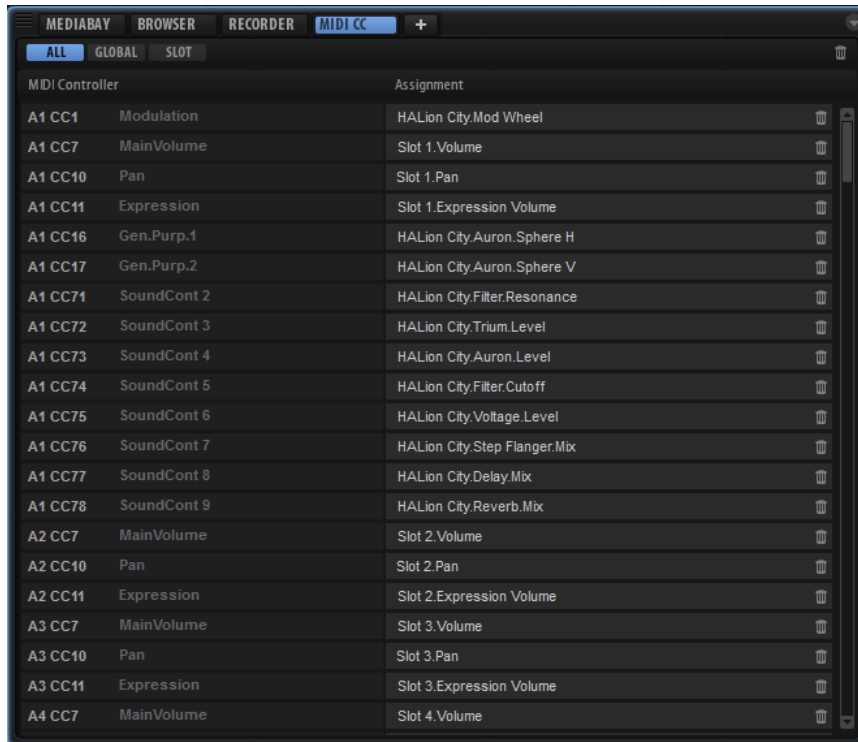 MEDIABAY BROWSER RECORDER MIDI CC +
ALL GLOBAL SLOT
MIDI Controller Assignment
A1 CC1 Modulation HALion City.Mod Wheel
A1 CC7 MainVolume Slot 1.Volume
A1 CC10 Pan Slot 1.Pan
A1 CC11 Expression Slot 1.Expression Volume
A1 CC16 Gen.Purp.1 HALion City.Auron.Sphere H
A1 CC17 Gen.Purp.2 HALion City.Auron.Sphere V
A1 CC71 SoundCont 2 HALion City.Filter.Resonance
A1 CC72 SoundCont 3 HALion City.Trium.Level
A1 CC73 SoundCont 4 HALion City.Auron.Level
A1 CC74 SoundCont 5 HALion City.Filter.Cutoff
A1 CC75 SoundCont 6 HALion City.Voltage.Level
A1 CC76 SoundCont 7 HALion City.Step Flanger.Mix
A1 CC77 SoundCont 8 HALion City.Delay.Mix
A1 CC78 SoundCont 9 HALion City.Reverb.Mix
A2 CC7 MainVolume Slot 2.Volume
A2 CC10 Pan Slot 2.Pan
A2 CC11 Expression Slot 2.Expression Volume
A3 CC7 MainVolume Slot 3.Volume
A3 CC10 Pan Slot 3.Pan
A3 CC11 Expression Slot 3.Expression Volume
A4 CC7 MainVolume Slot 4.Volume